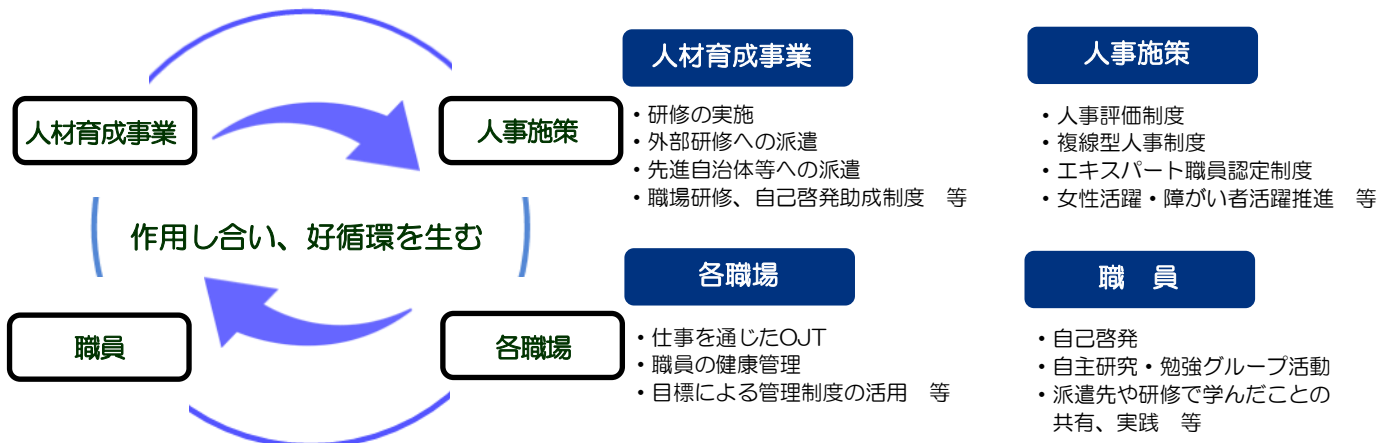 人材育成事業
人事施策
作用し合い、好循環を生む
職員
各職場
人材育成事業
・研修の実施
・外部研修への派遣
・先進自治体等への派遣
・職場研修、自己啓発助成制度　等
人事施策
・人事評価制度
・複線型人事制度
・エキスパート職員認定制度
・女性活躍・障がい者活躍推進　等
各職場
・仕事を通じたOJT
・職員の健康管理
・目標による管理制度の活用　等
職　員
・自己啓発
・自主研究・勉強グループ活動
・派遣先や研修で学んだことの
共有、実践　等